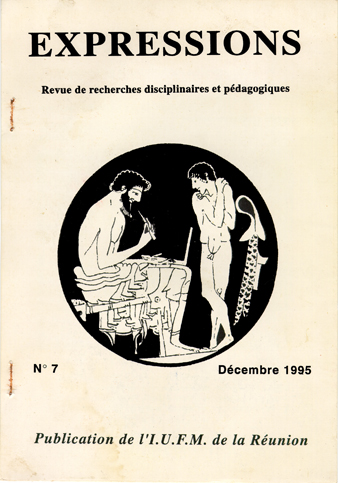 EXPRESSIONS
Revue de recherches disciplinaires et pédagogiques
N° 7
Décembre 1995
Publication de l'I.U.F.M. de la Réunion